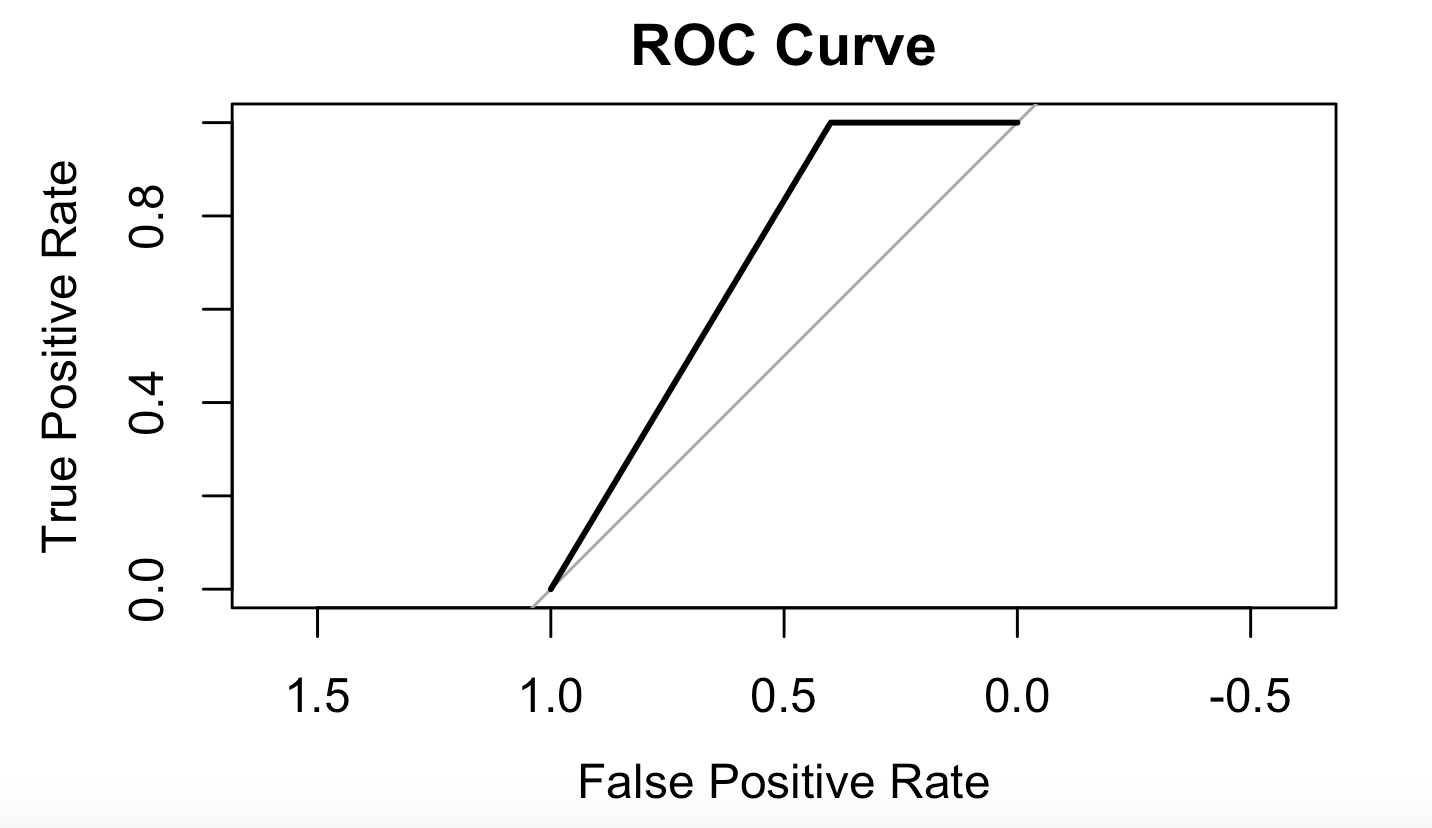 ROC Curve
True Positive Rate
0.8
0.4
0.0
1.5 1.0 0.5 0.0 -0.5
False Positive Rate